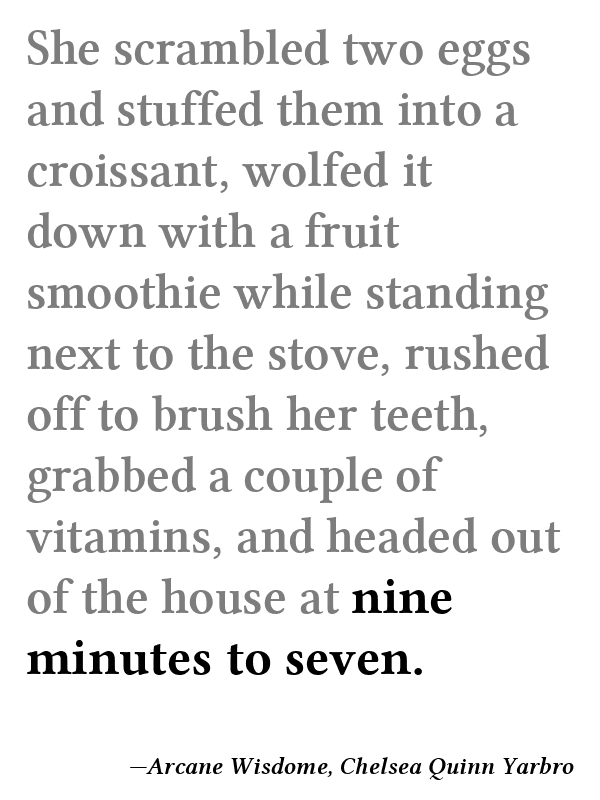 She scrambled two eggs
and stuffed them into a
croissant, wolfed it
down with a fruit
smoothie while standing
next to the stove, rushed
off to brush her teeth,
grabbed a couple of
vitamins, and headed out
of the house at nine
minutes to seven.
—Arcane Wisdome, Chelsea Quinn Yarbro